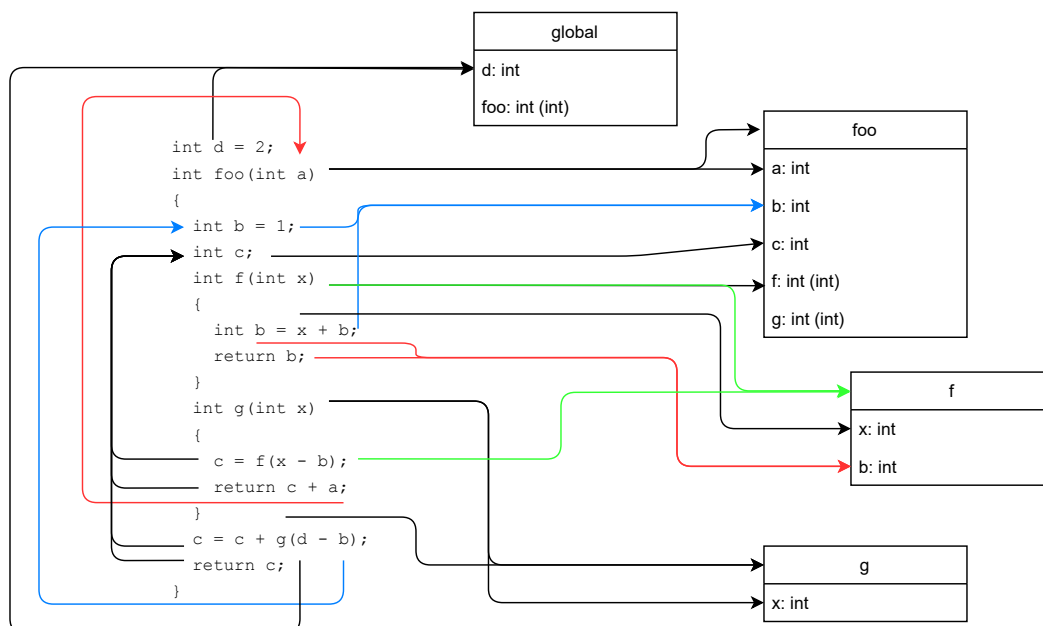 global
d: int
foo: int (int)
int d = 2;
int foo(int a)
{
int b = 1;
int c;
int f(int x)
{
int b = x + b;
return b;
}
int g(int x)
{
c = f(x - b);
return c + a;
}
c = c + g(d - b);
return c;
}
foo
a: int
b: int
c: int
f: int (int)
g: int (int)
f
x: int
b: int
g
x: int